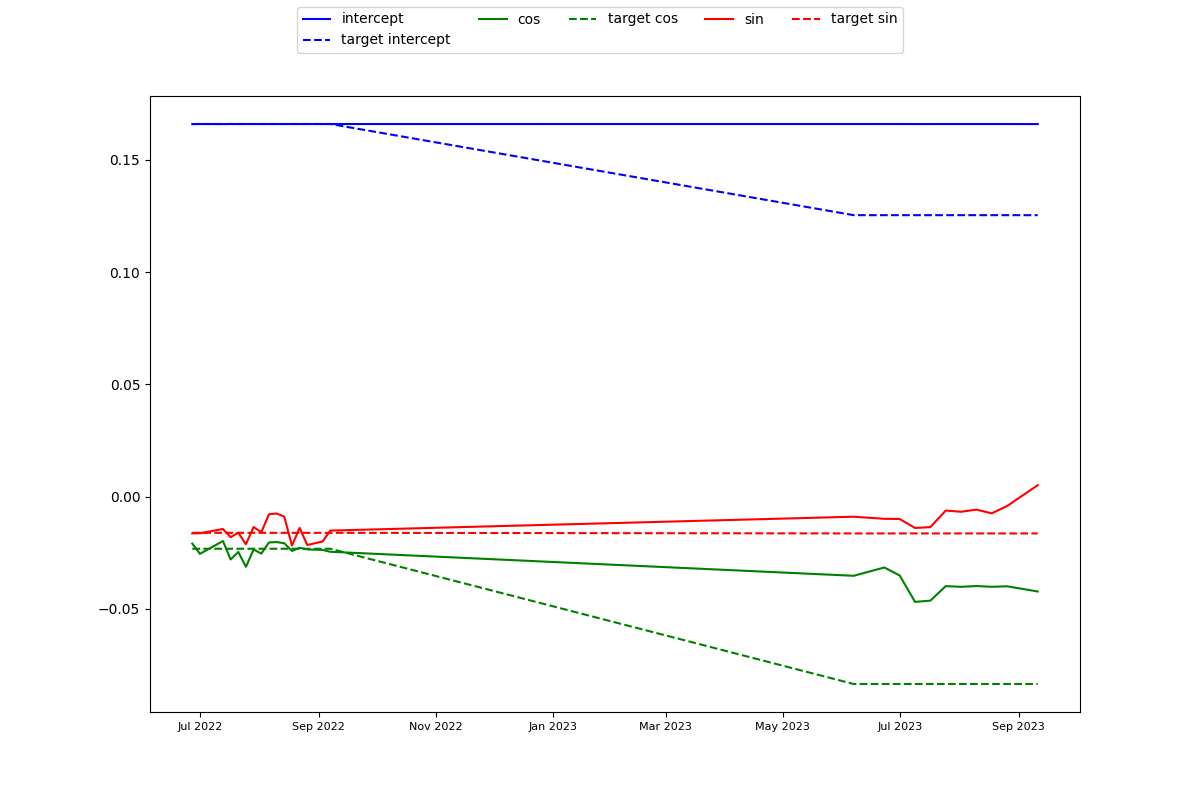 intercept cos target cos sin target sin
target intercept
0.15
0.10
0.05
0.00
−0.05
Jul 2022 Sep 2022 Nov 2022 Jan 2023 Mar 2023 May 2023 Jul 2023 Sep 2023